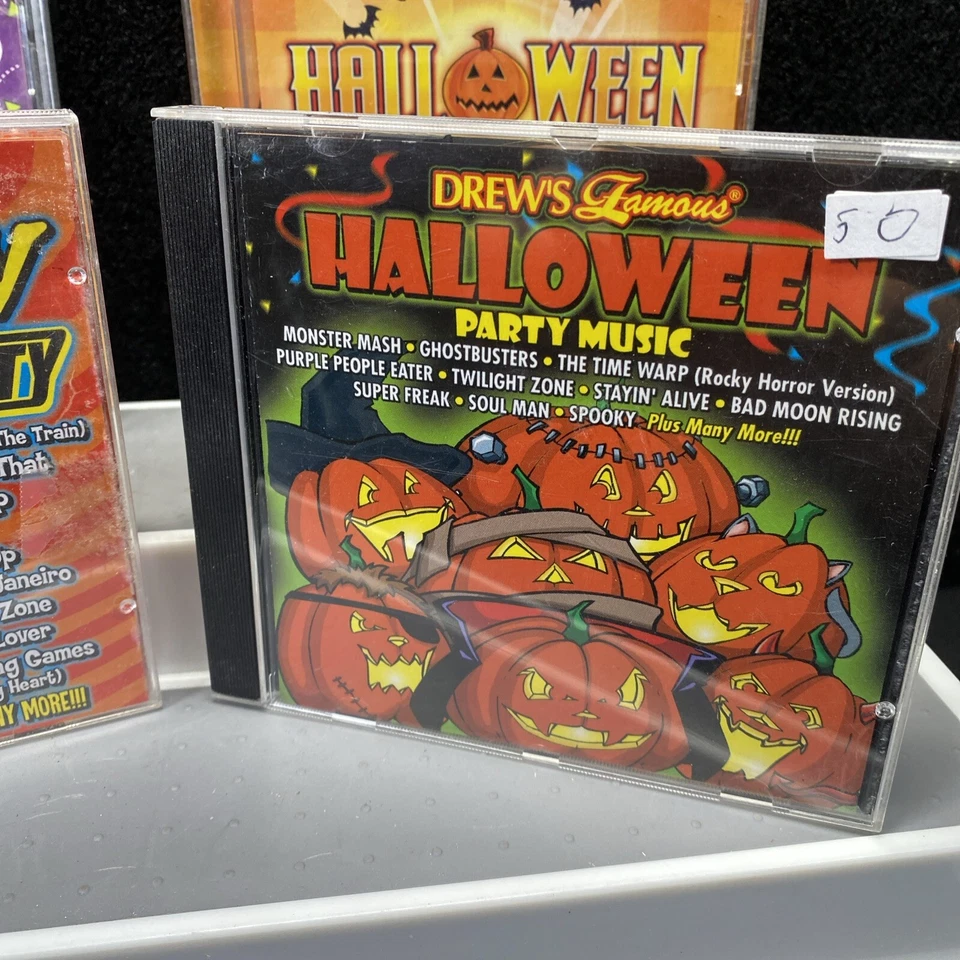 HALLOWEEN
DREW'S Famous®
HALLOWEEN
PARTY MUSIC
MONSTER MASH • GHOSTBUSTERS • THE TIME WARP (Rocky Horror Version)
PURPLE PEOPLE EATER • TWILIGHT ZONE • STAYIN' ALIVE • BAD MOON RISING
SUPER FREAK • SOUL MAN • SPOOKY Plus Many More!!!
50
The Train)
That
Janeiro
Zone
Lover
Games
Heart)
MORE!!!